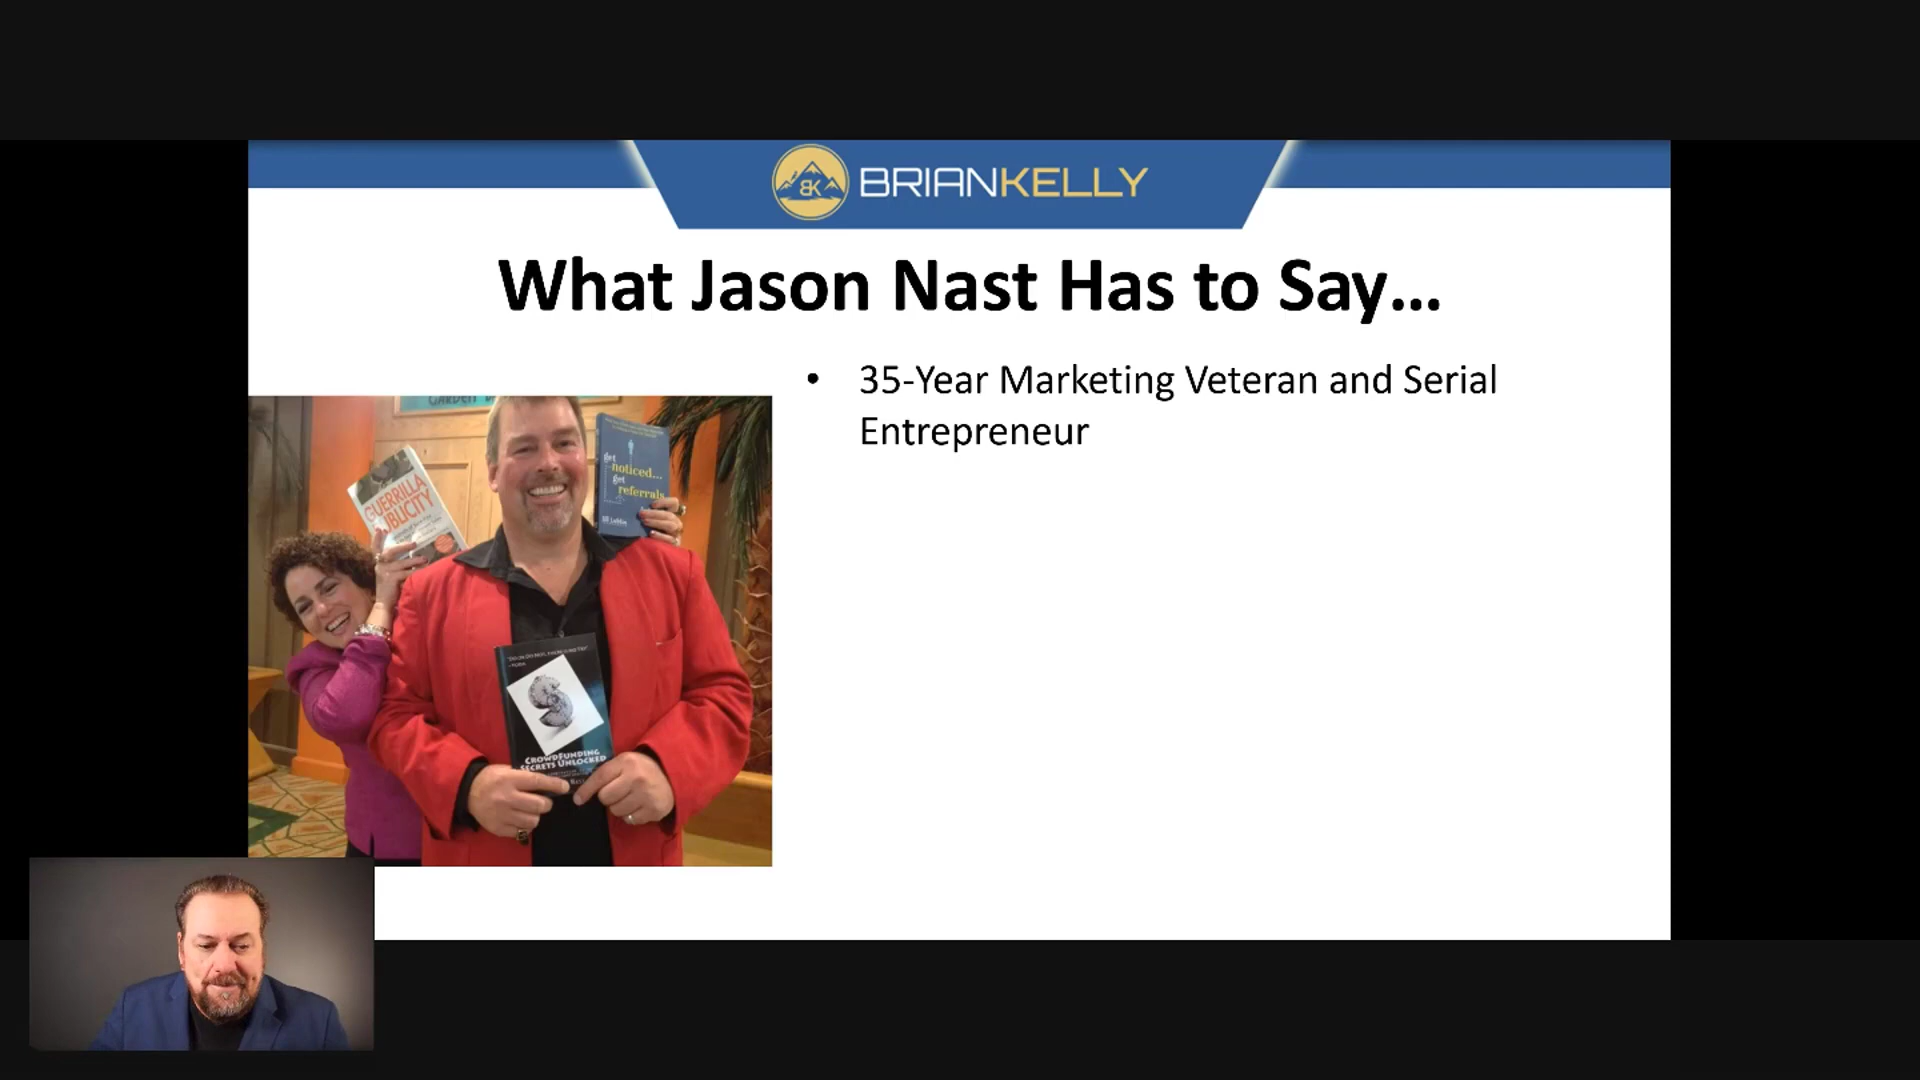 BK
BRIANKELLY
What Jason Nast Has to Say...
• 35-Year Marketing Veteran and Serial
Entrepreneur
GUERRILLA
PUBLICITY
get
noticed...
get
referrals
CROWDFUNDING
SECRETS UNLOCKED